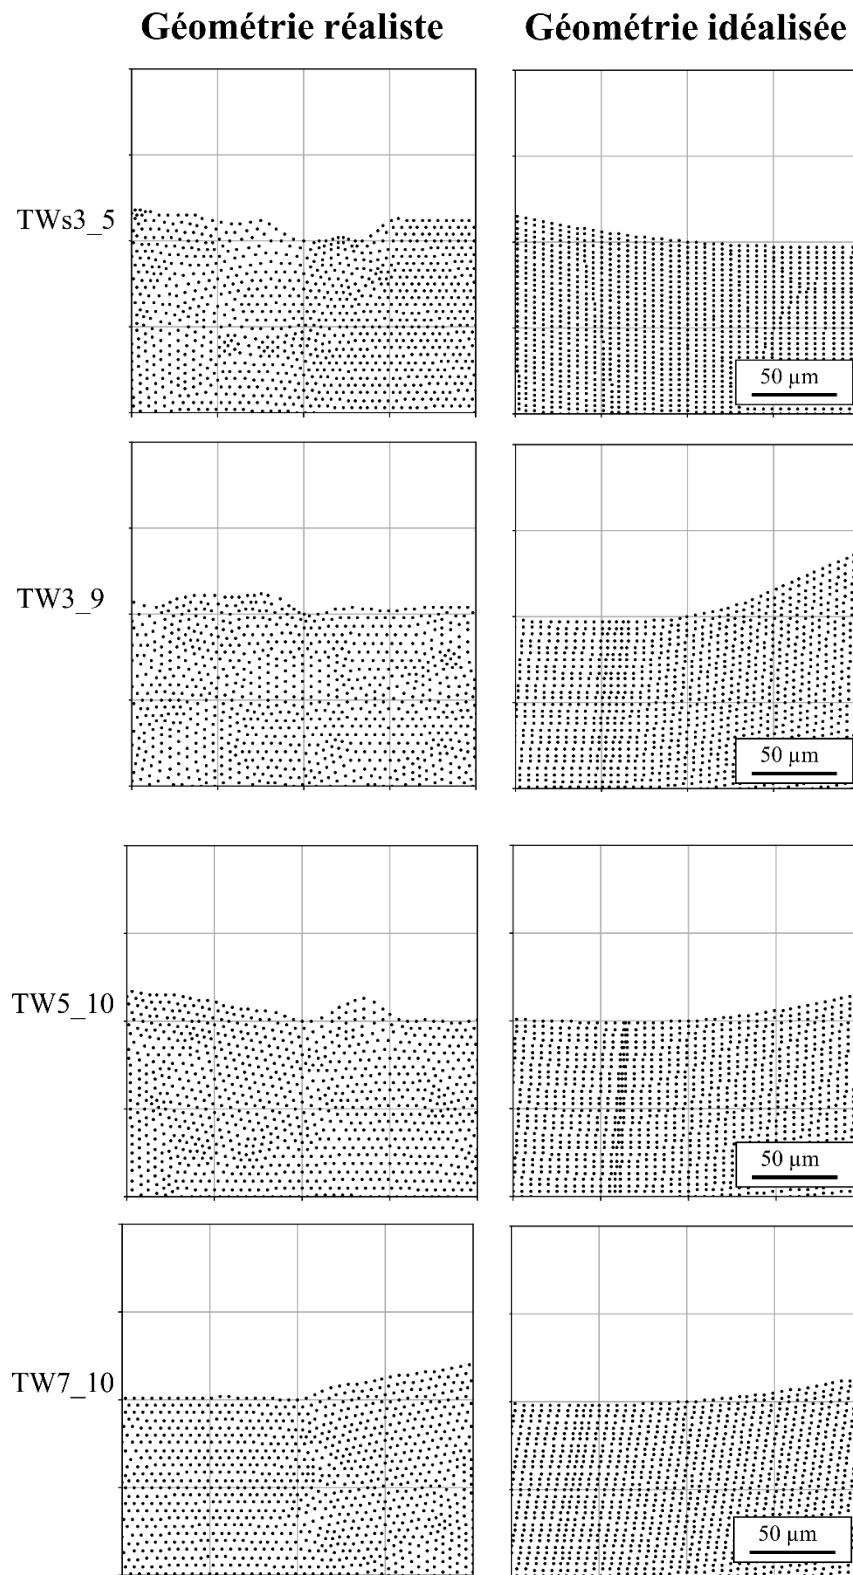 Géométrie réaliste
Géométrie idéalisée
TWs3_5
50 µm
TW3_9
50 µm
TW5_10
50 µm
TW7_10
50 µm